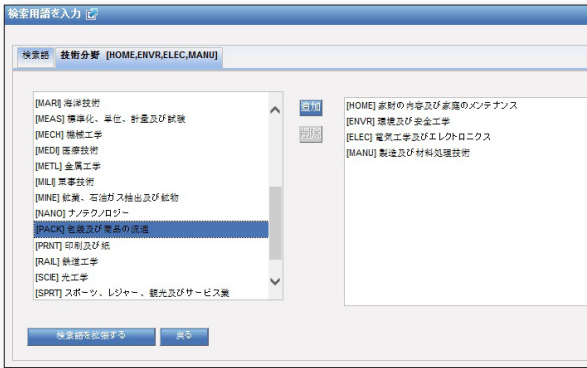 検索用語を入力
検索語 技術分野 [HOME,ENVR,ELEC,MANU]
[MARI] 海洋技術
[MEAS] 標準化、単位、計量及び試験
[MECH] 機械工学
[MEDI] 医療技術
[METL] 金属工学
[MILI] 軍事技術
[MINE] 鉱業、石油ガス抽出及び鉱物
[NANO] ナノテクノロジー
[PACK] 包装及び商品の流通
[PRNT] 印刷及び紙
[RAIL] 鉄道工学
[SCIE] 光工学
[SPRT] スポーツ、レジャー、観光及びサービス業
追加
削除
[HOME] 家財の内容及び家庭のメンテナンス
[ENVR] 環境及び安全工学
[ELEC] 電気工学及びエレクトロニクス
[MANU] 製造及び材料処理技術
検索語を拡張する 戻る